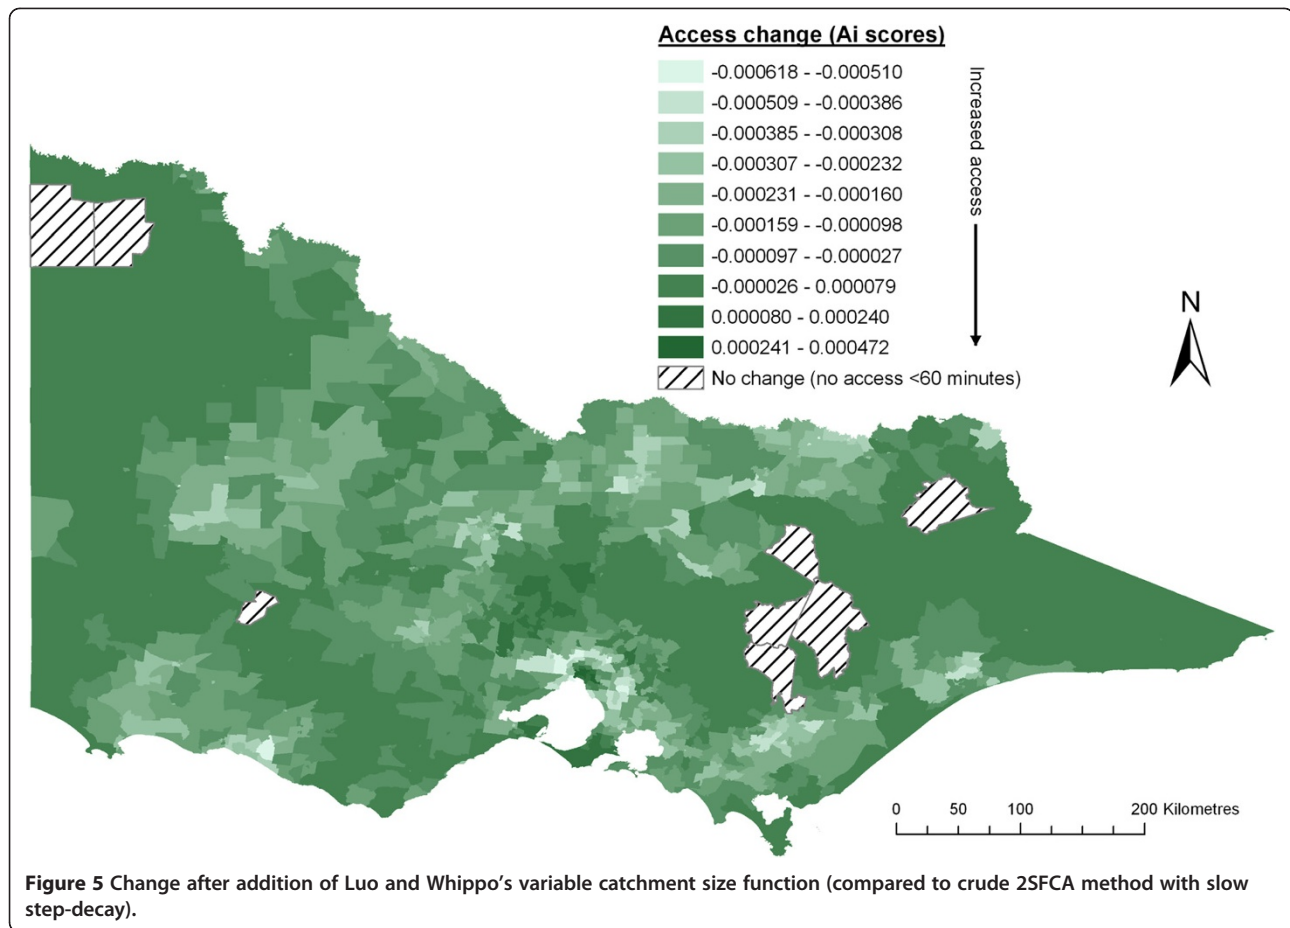 Access change (Ai scores)
-0.000618 - -0.000510
-0.000509 - -0.000386
-0.000385 - -0.000308
-0.000307 - -0.000232
-0.000231 - -0.000160
-0.000159 - -0.000098
-0.000097 - -0.000027
-0.000026 - 0.000079
0.000080 - 0.000240
0.000241 - 0.000472
No change (no access <60 minutes)
Increased access
N
0 50 100 200 Kilometres
Figure 5 Change after addition of Luo and Whippo’s variable catchment size function (compared to crude 2SFCA method with slow
step-decay).